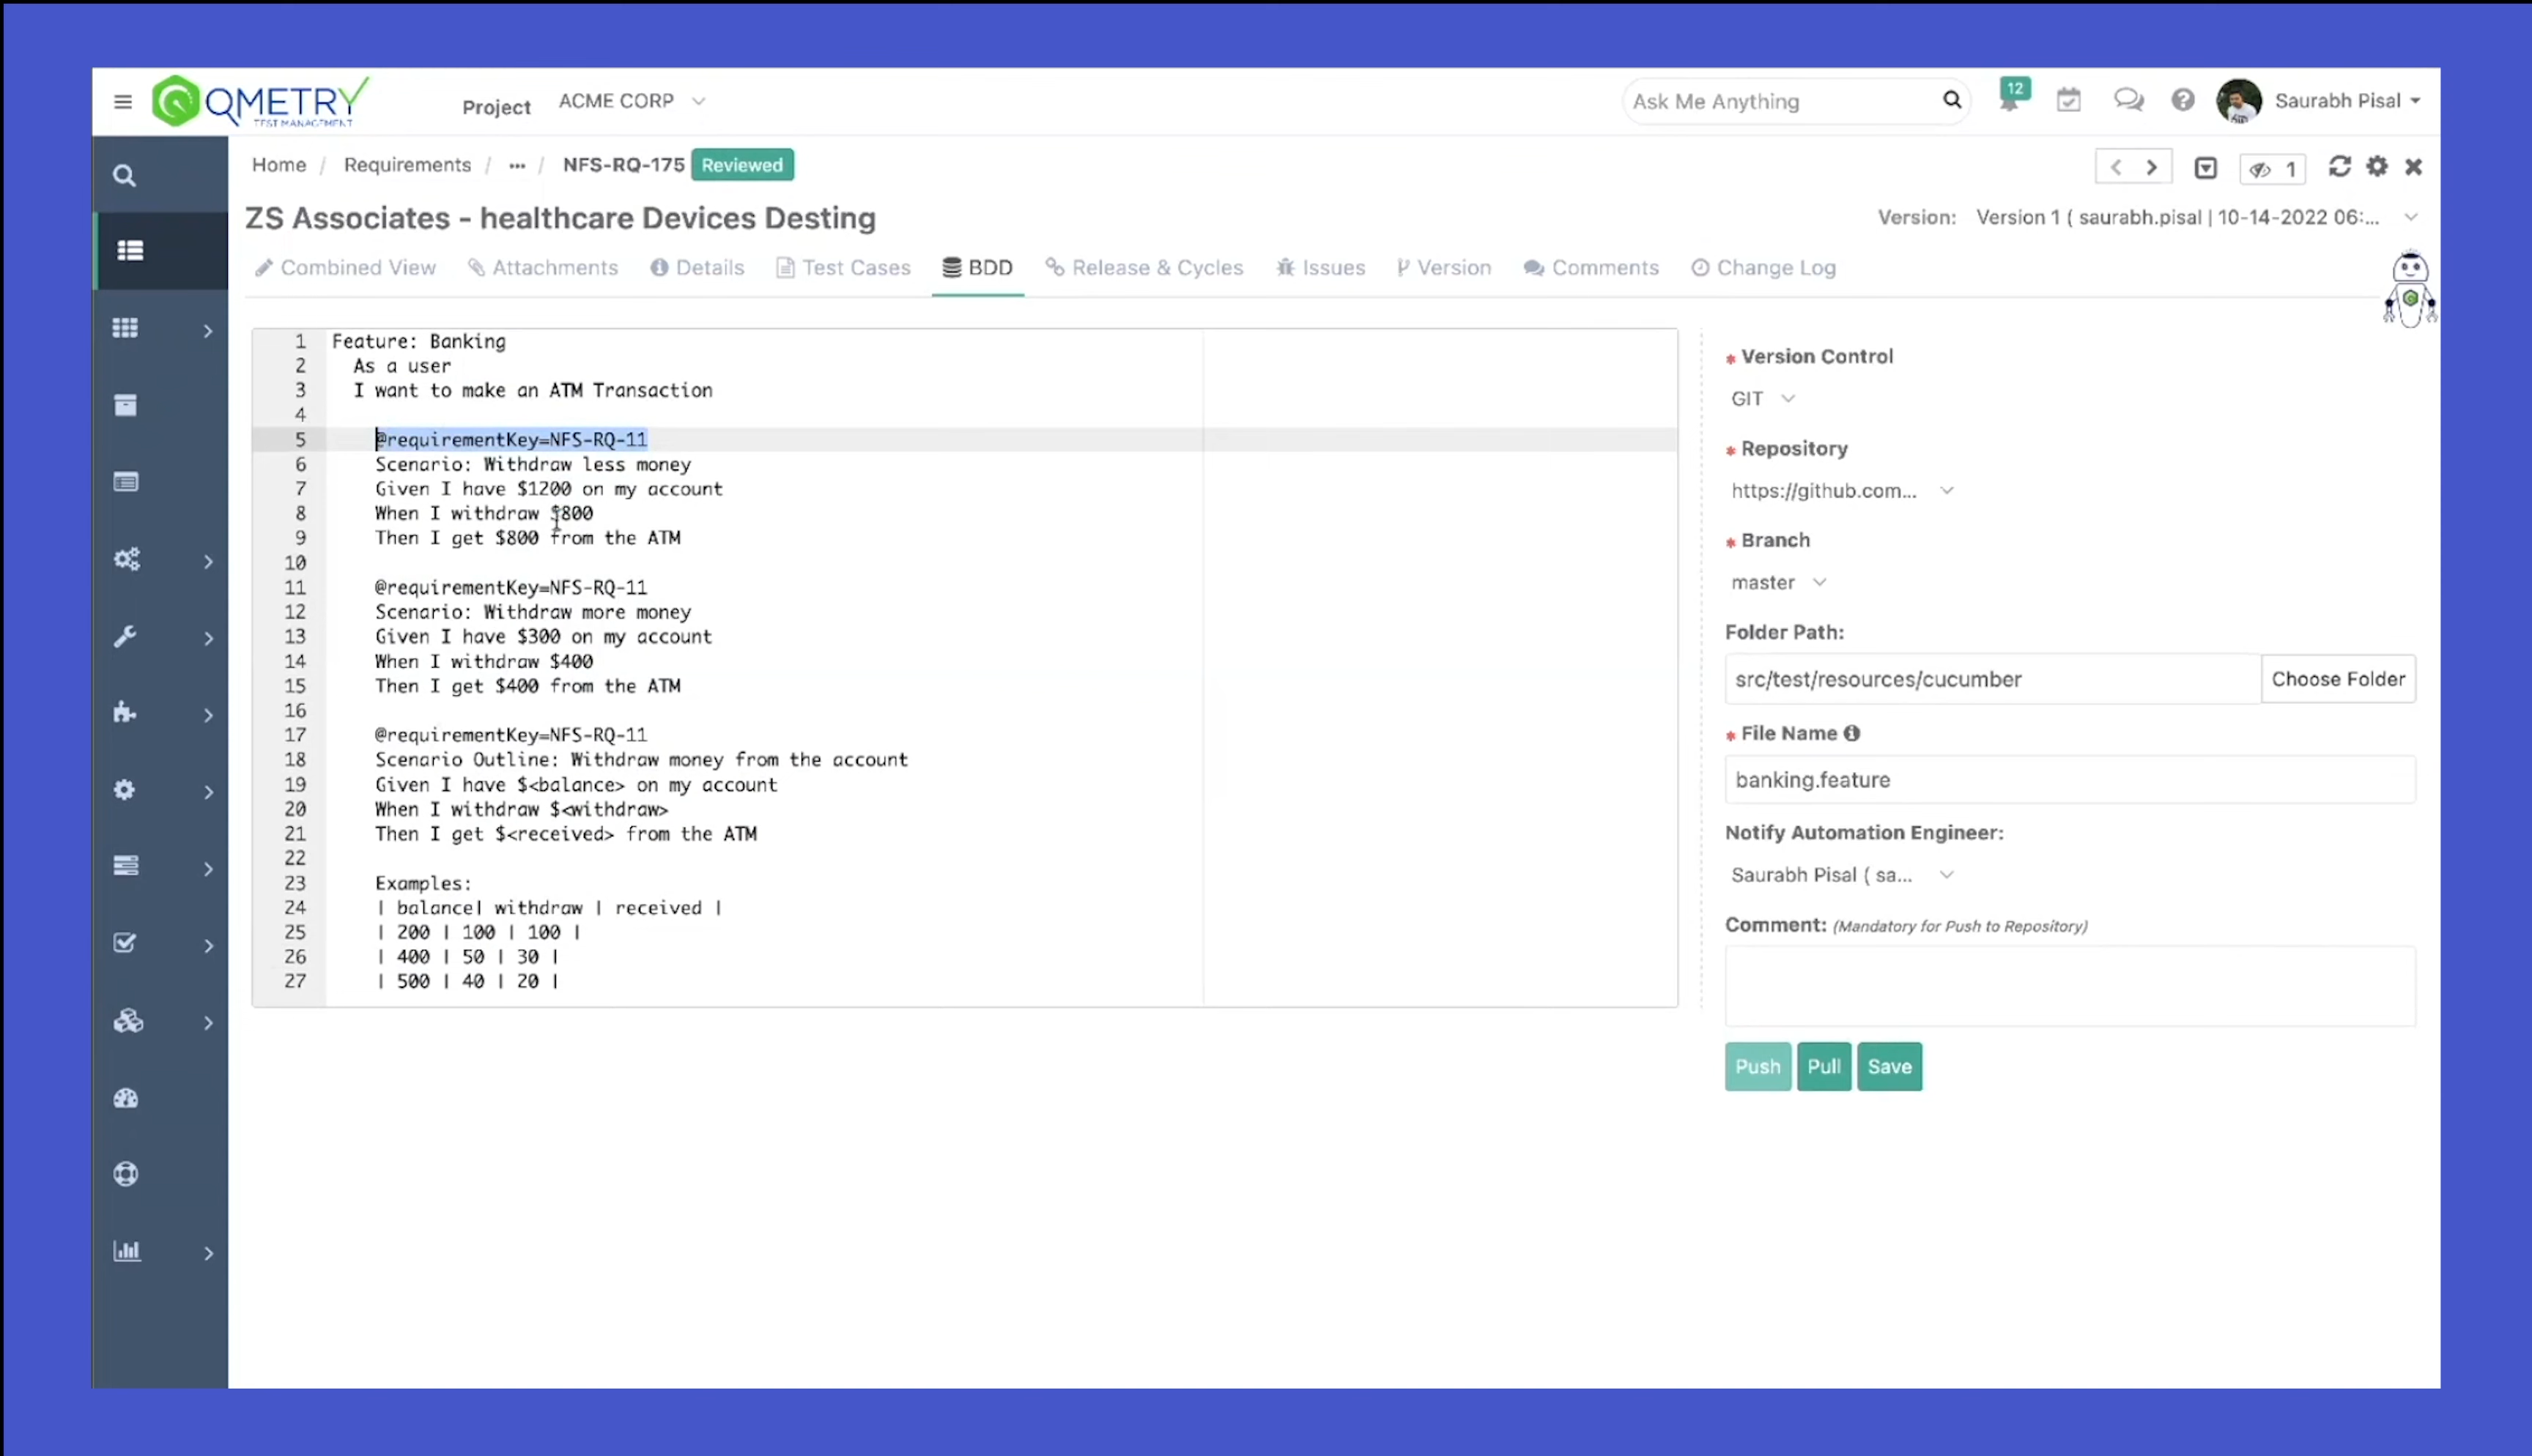 QMETRY
TEST MANAGEMENT
Project ACME CORP
Ask Me Anything
12
Saurabh Pisal
Home / Requirements / ... / NFS-RQ-175 Reviewed
1
ZS Associates - healthcare Devices Desting
Version: Version 1 ( saurabh.pisal | 10-14-2022 06:...
Combined View Attachments Details Test Cases BDD Release & Cycles Issues Version Comments Change Log
1 Feature: Banking
2 As a user
3 I want to make an ATM Transaction
4
5 @requirementKey=NFS-RQ-11
6 Scenario: Withdraw less money
7 Given I have $1200 on my account
8 When I withdraw $800
9 Then I get $800 from the ATM
10
11 @requirementKey=NFS-RQ-11
12 Scenario: Withdraw more money
13 Given I have $300 on my account
14 When I withdraw $400
15 Then I get $400 from the ATM
16
17 @requirementKey=NFS-RQ-11
18 Scenario Outline: Withdraw money from the account
19 Given I have $<balance> on my account
20 When I withdraw $<withdraw>
21 Then I get $<received> from the ATM
22
23 Examples:
24 | balance| withdraw | received |
25 | 200 | 100 | 100 |
26 | 400 | 50 | 30 |
27 | 500 | 40 | 20 |
* Version Control
GIT
* Repository
https://github.com...
* Branch
master
Folder Path:
src/test/resources/cucumber Choose Folder
* File Name
banking.feature
Notify Automation Engineer:
Saurabh Pisal ( sa...
Comment: (Mandatory for Push to Repository)
Push Pull Save